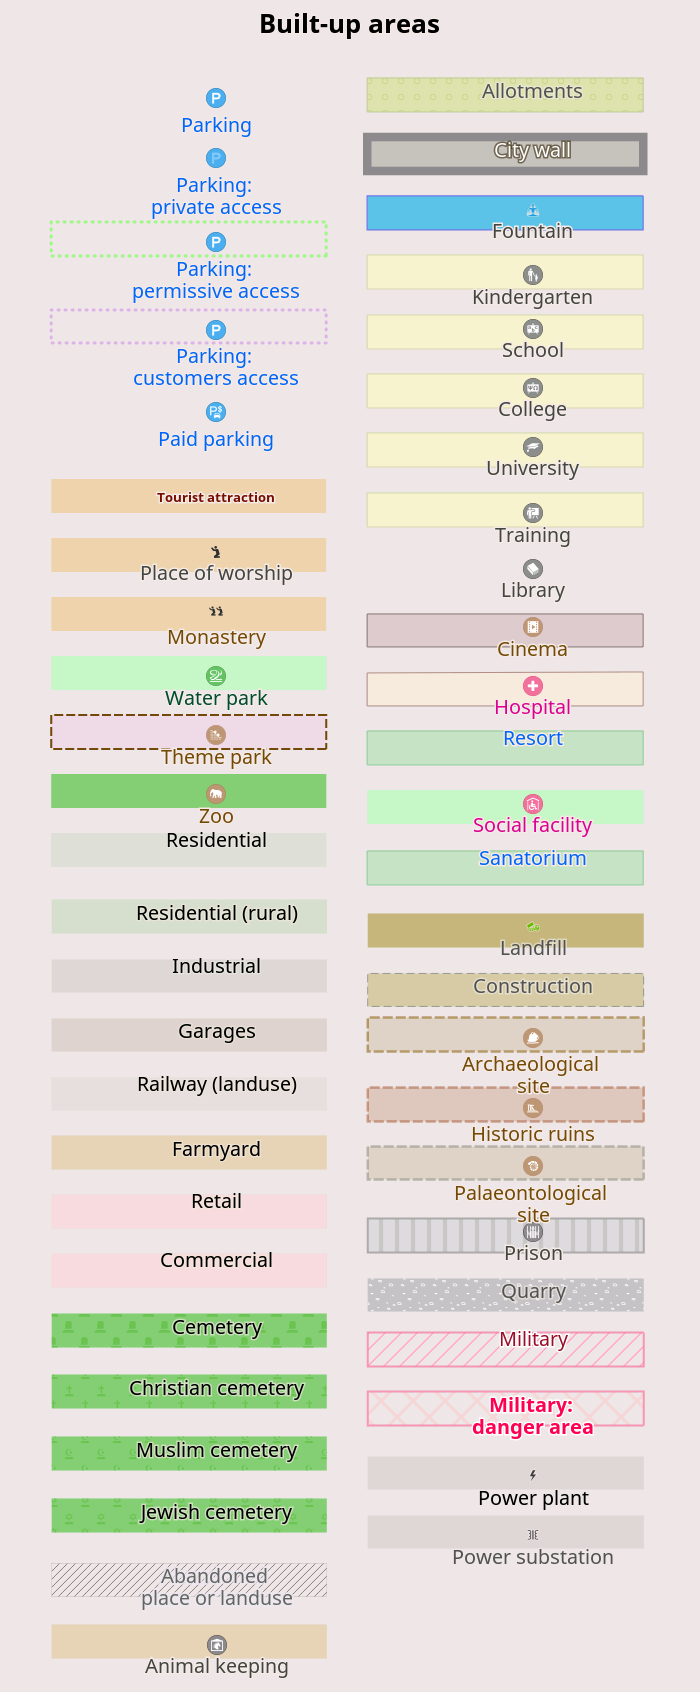 Built-up areas
Parking
Parking:
private access
Parking:
permissive access
Parking:
customers access
Paid parking
Tourist attraction
Place of worship
Monastery
Water park
Theme park
Zoo
Residential
Residential (rural)
Industrial
Garages
Railway (landuse)
Farmyard
Retail
Commercial
Cemetery
Christian cemetery
Muslim cemetery
Jewish cemetery
Abandoned
place or landuse
Animal keeping
Allotments
City wall
Fountain
Kindergarten
School
College
University
Training
Library
Cinema
Hospital
Resort
Social facility
Sanatorium
Landfill
Construction
Archaeological
site
Historic ruins
Palaeontological
site
Prison
Quarry
Military
Military:
danger area
Power plant
Power substation